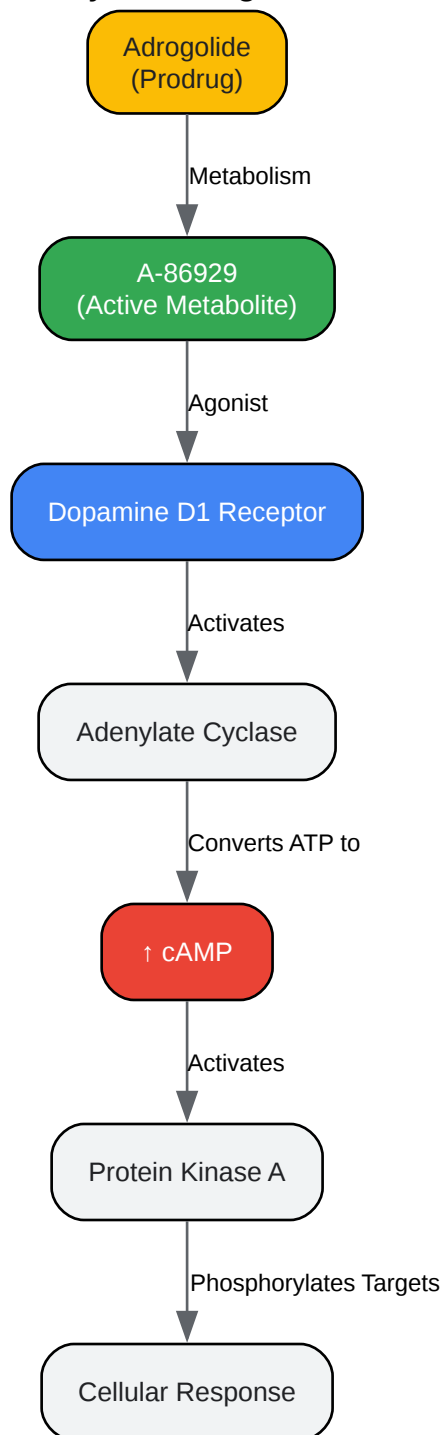 Adrogolide
(Prodrug)
Metabolism
A-86929
(Active Metabolite)
Agonist
Dopamine D1 Receptor
Activates
Adenylate Cyclase
Converts ATP to
↑ cAMP
Activates
Protein Kinase A
Phosphorylates Targets
Cellular Response